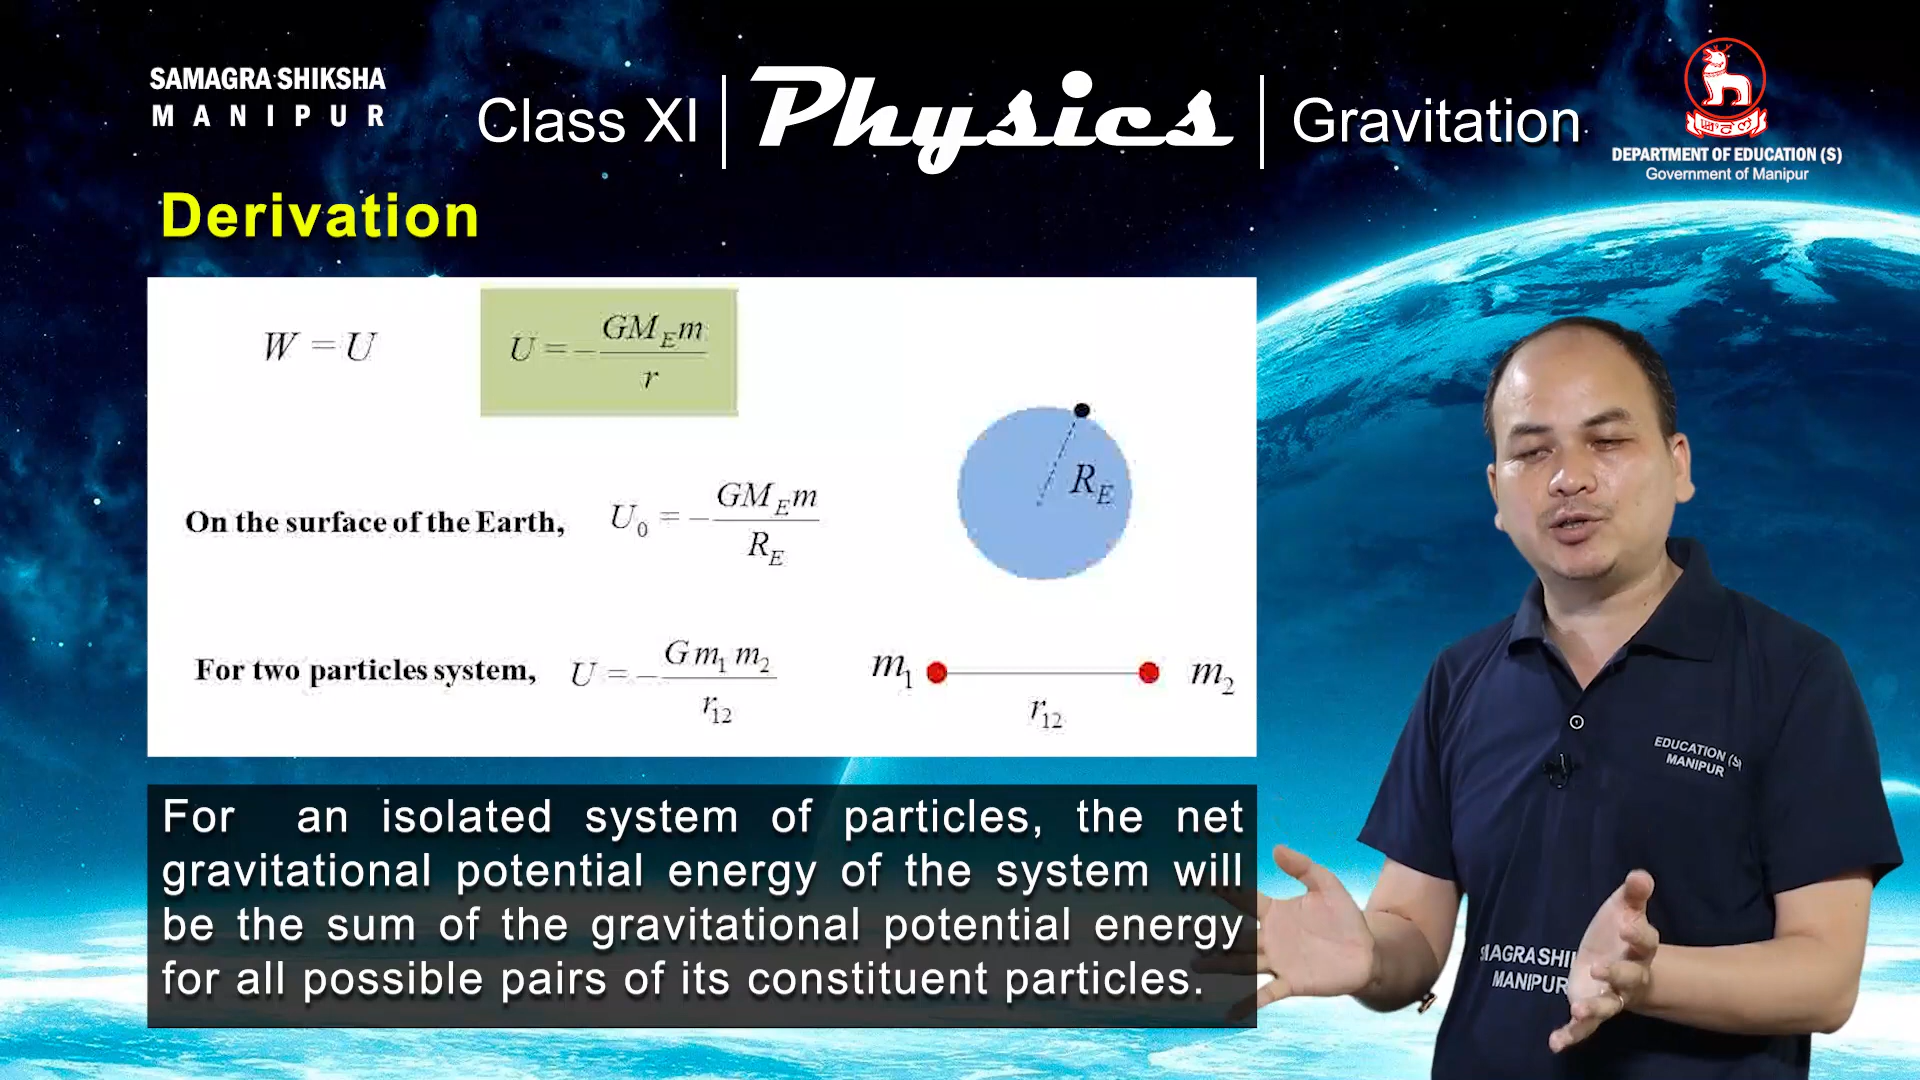 SAMAGRA SHIKSHA
MANIPUR
Class XI | Physics | Gravitation
DEPARTMENT OF EDUCATION (S)
Government of Manipur
Derivation
W = U
U = - GM_E m / r
R_E
On the surface of the Earth, U_0 = - GM_E m / R_E
For two particles system, U = - G m_1 m_2 / r_12
m_1 m_2
r_12
For an isolated system of particles, the net
gravitational potential energy of the system will
be the sum of the gravitational potential energy
for all possible pairs of its constituent particles.
EDUCATION (S)
MANIPUR
MANIPUR